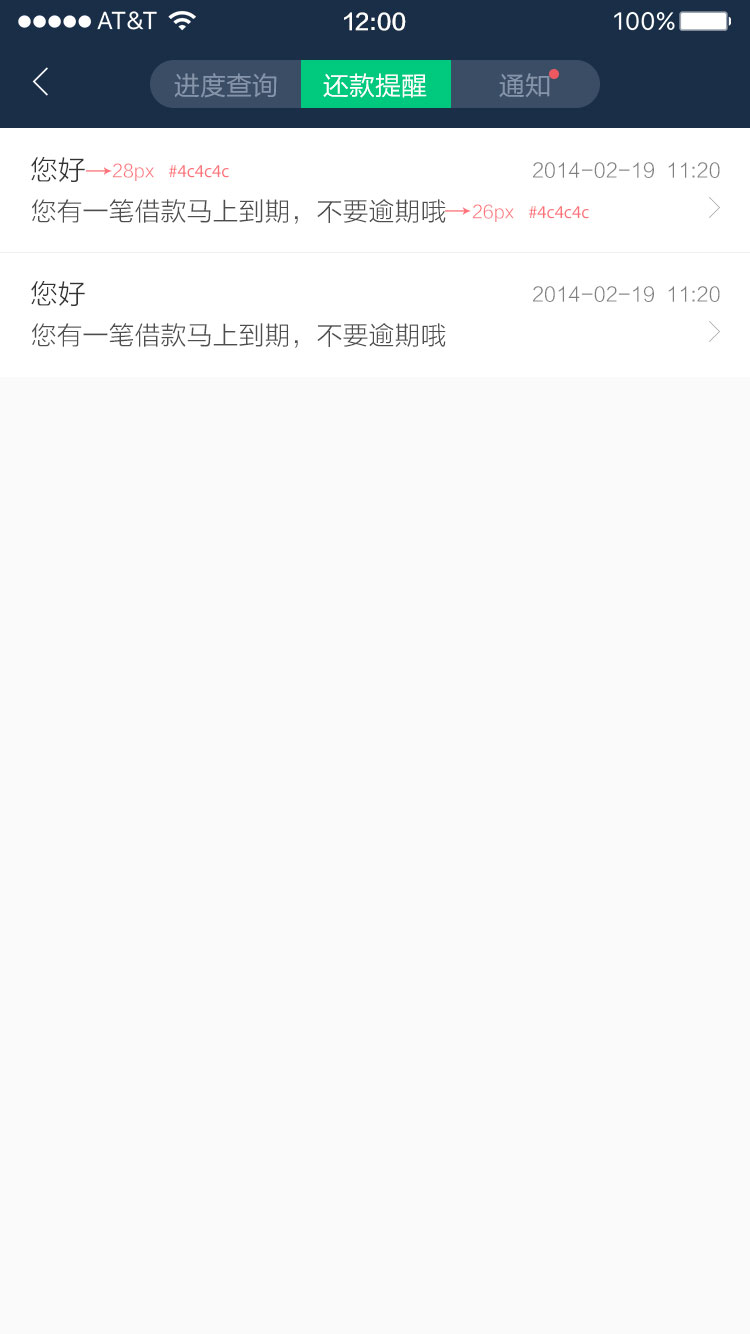 AT&T 12:00 100%
进度查询 还款提醒 通知
您好 28px #4c4c4c 2014-02-19 11:20
您有一笔借款马上到期，不要逾期哦 26px #4c4c4c
您好 2014-02-19 11:20
您有一笔借款马上到期，不要逾期哦